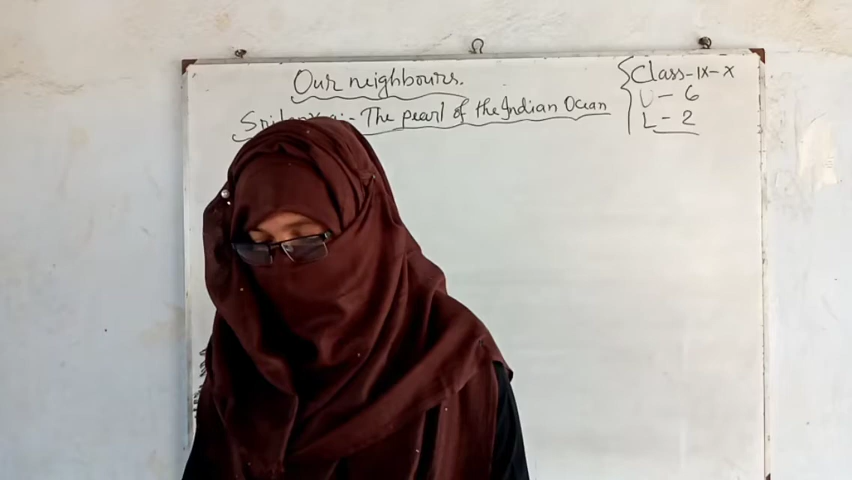 Our neighbours.
Srilanka:- The pearl of the Indian Ocean
Class-IX-X
U-6
L-2